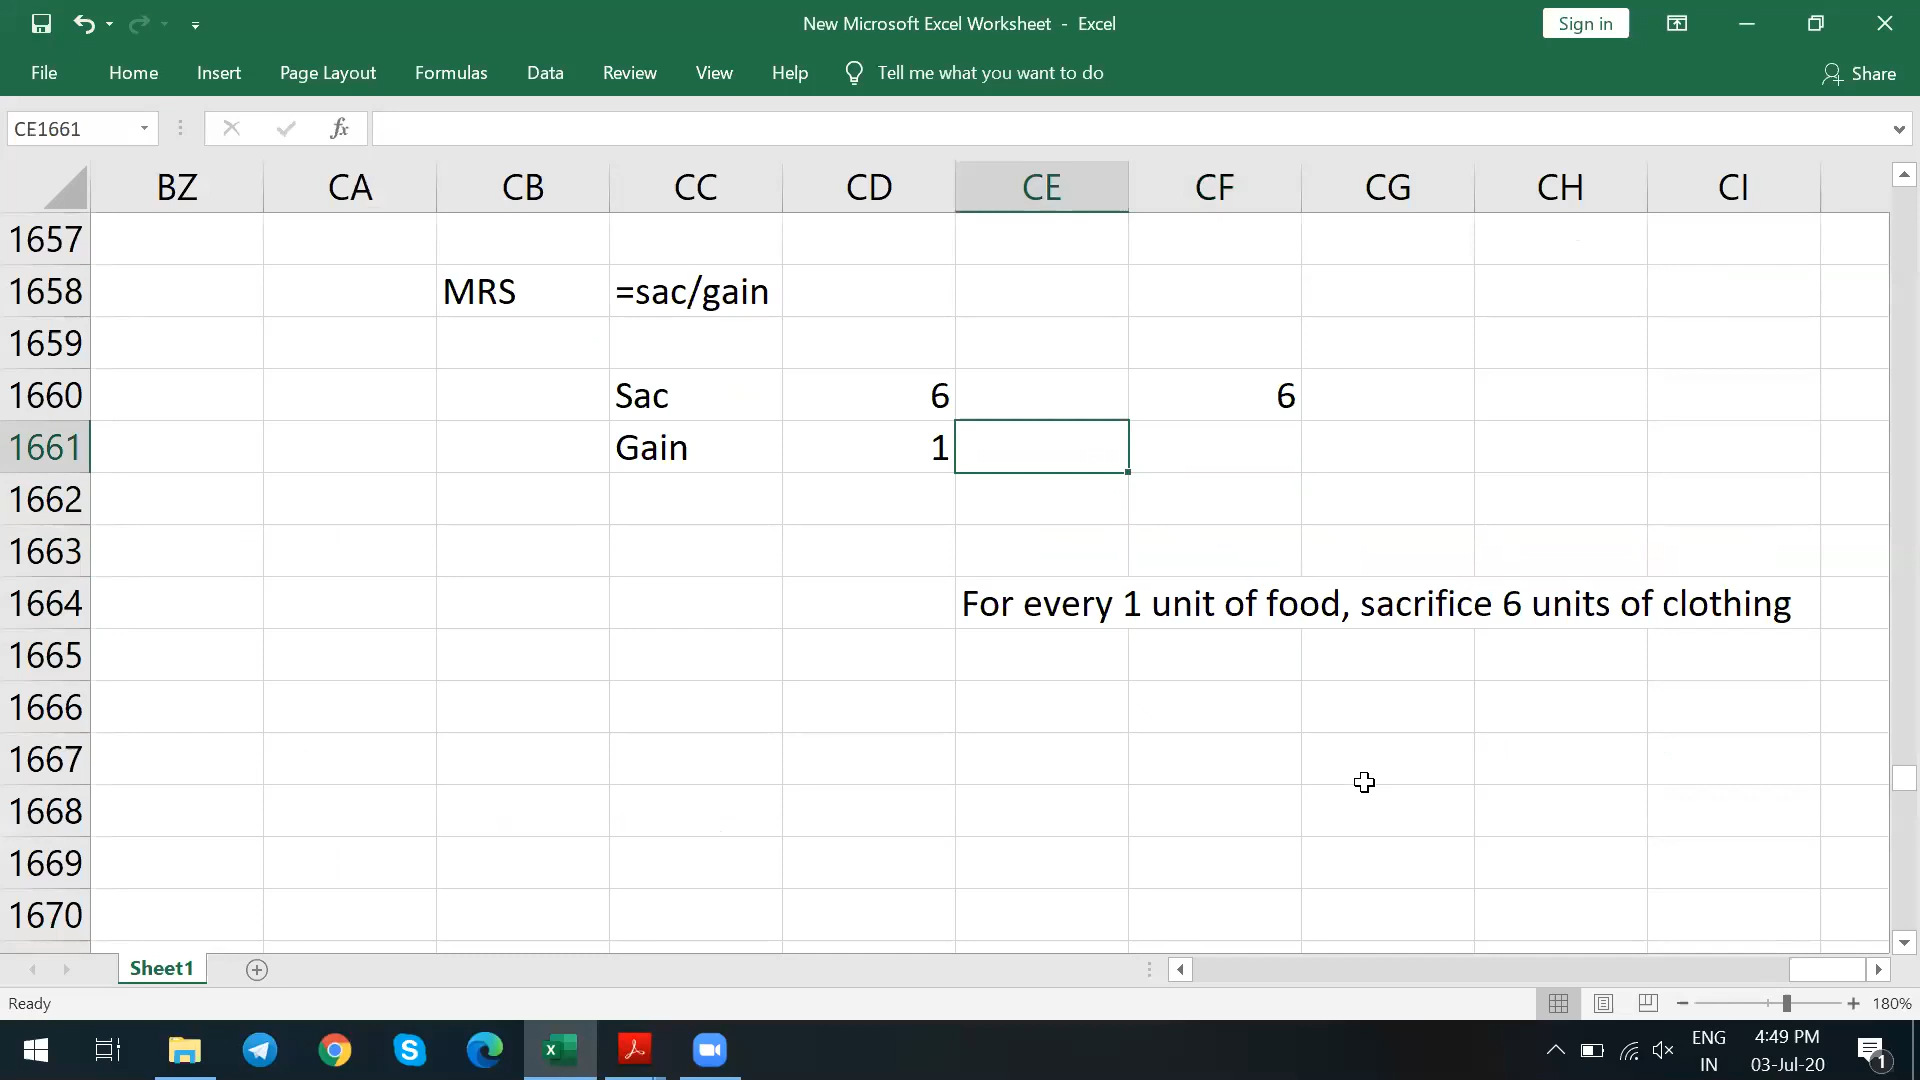 New Microsoft Excel Worksheet - Excel
Sign in
File Home Insert Page Layout Formulas Data Review View Help Tell me what you want to do Share
CE1661 fx
BZ CA CB CC CD CE CF CG CH CI
1657
1658 MRS =sac/gain
1659
1660 Sac 6 6
1661 Gain 1
1662
1663
1664 For every 1 unit of food, sacrifice 6 units of clothing
1665
1666
1667
1668
1669
1670
Sheet1
Ready 180%
ENG 4:49 PM
IN 03-Jul-20 1